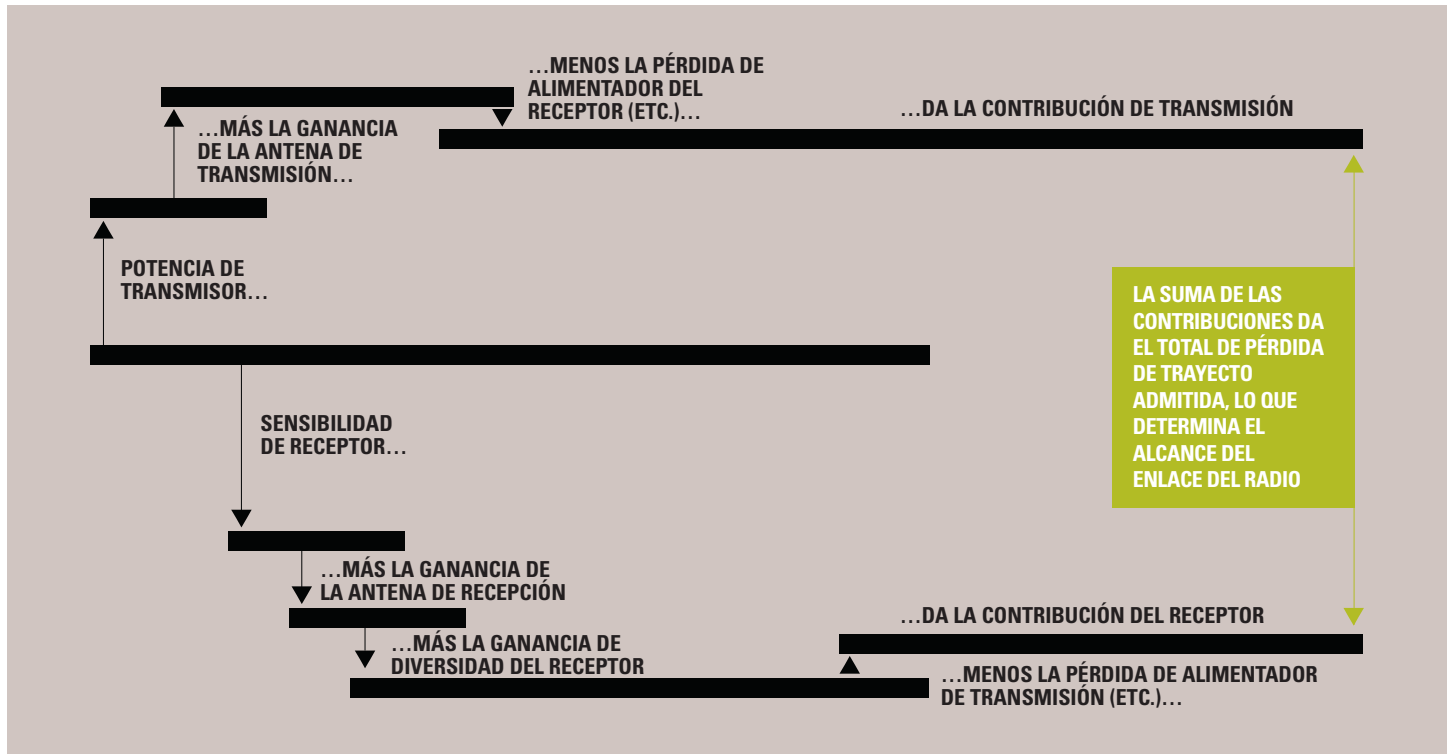 …MENOS LA PÉRDIDA DE
ALIMENTADOR DEL
RECEPTOR (ETC.)…
…DA LA CONTRIBUCIÓN DE TRANSMISIÓN
…MÁS LA GANANCIA
DE LA ANTENA DE
TRANSMISIÓN…
POTENCIA DE
TRANSMISOR…
LA SUMA DE LAS
CONTRIBUCIONES DA
EL TOTAL DE PÉRDIDA
DE TRAYECTO
ADMITIDA, LO QUE
DETERMINA EL
ALCANCE DEL
ENLACE DEL RADIO
SENSIBILIDAD
DE RECEPTOR…
…MÁS LA GANANCIA DE
LA ANTENA DE RECEPCIÓN
…DA LA CONTRIBUCIÓN DEL RECEPTOR
…MÁS LA GANANCIA DE
DIVERSIDAD DEL RECEPTOR
…MENOS LA PÉRDIDA DE ALIMENTADOR
DE TRANSMISIÓN (ETC.)…